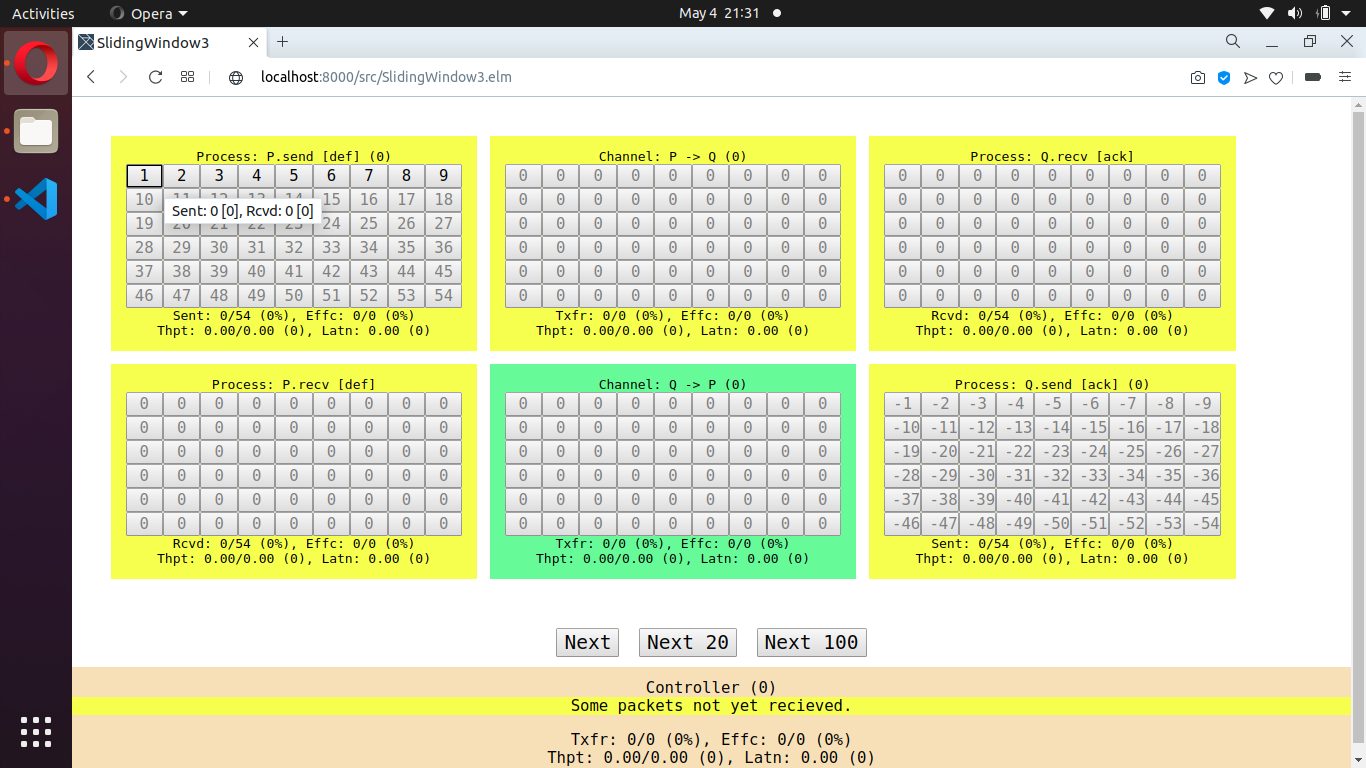 Activities Opera May 4 21:31
SlidingWindow3
localhost:8000/src/SlidingWindow3.elm
Process: P.send [def] (0)
1 2 3 4 5 6 7 8 9
10 11 12 13 14 15 16 17 18
Sent: 0 [0], Rcvd: 0 [0]
19 20 21 22 23 24 25 26 27
28 29 30 31 32 33 34 35 36
37 38 39 40 41 42 43 44 45
46 47 48 49 50 51 52 53 54
Sent: 0/54 (0%), Effc: 0/0 (0%)
Thpt: 0.00/0.00 (0), Latn: 0.00 (0)
Channel: P -> Q (0)
0 0 0 0 0 0 0 0 0
0 0 0 0 0 0 0 0 0
0 0 0 0 0 0 0 0 0
0 0 0 0 0 0 0 0 0
0 0 0 0 0 0 0 0 0
0 0 0 0 0 0 0 0 0
Txfr: 0/0 (0%), Effc: 0/0 (0%)
Thpt: 0.00/0.00 (0), Latn: 0.00 (0)
Process: Q.recv [ack]
0 0 0 0 0 0 0 0 0
0 0 0 0 0 0 0 0 0
0 0 0 0 0 0 0 0 0
0 0 0 0 0 0 0 0 0
0 0 0 0 0 0 0 0 0
0 0 0 0 0 0 0 0 0
Rcvd: 0/54 (0%), Effc: 0/0 (0%)
Thpt: 0.00/0.00 (0), Latn: 0.00 (0)
Process: P.recv [def]
0 0 0 0 0 0 0 0 0
0 0 0 0 0 0 0 0 0
0 0 0 0 0 0 0 0 0
0 0 0 0 0 0 0 0 0
0 0 0 0 0 0 0 0 0
0 0 0 0 0 0 0 0 0
Rcvd: 0/54 (0%), Effc: 0/0 (0%)
Thpt: 0.00/0.00 (0), Latn: 0.00 (0)
Channel: Q -> P (0)
0 0 0 0 0 0 0 0 0
0 0 0 0 0 0 0 0 0
0 0 0 0 0 0 0 0 0
0 0 0 0 0 0 0 0 0
0 0 0 0 0 0 0 0 0
0 0 0 0 0 0 0 0 0
Txfr: 0/0 (0%), Effc: 0/0 (0%)
Thpt: 0.00/0.00 (0), Latn: 0.00 (0)
Process: Q.send [ack] (0)
-1 -2 -3 -4 -5 -6 -7 -8 -9
-10 -11 -12 -13 -14 -15 -16 -17 -18
-19 -20 -21 -22 -23 -24 -25 -26 -27
-28 -29 -30 -31 -32 -33 -34 -35 -36
-37 -38 -39 -40 -41 -42 -43 -44 -45
-46 -47 -48 -49 -50 -51 -52 -53 -54
Sent: 0/54 (0%), Effc: 0/0 (0%)
Thpt: 0.00/0.00 (0), Latn: 0.00 (0)
Next Next 20 Next 100
Controller (0)
Some packets not yet recieved.
Txfr: 0/0 (0%), Effc: 0/0 (0%)
Thpt: 0.00/0.00 (0), Latn: 0.00 (0)